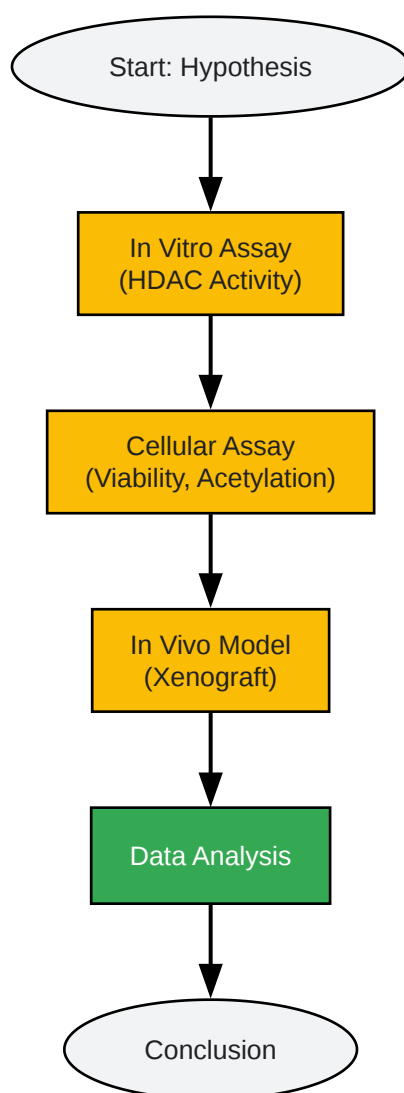 Start: Hypothesis
In Vitro Assay
(HDAC Activity)
Cellular Assay
(Viability, Acetylation)
In Vivo Model
(Xenograft)
Data Analysis
Conclusion